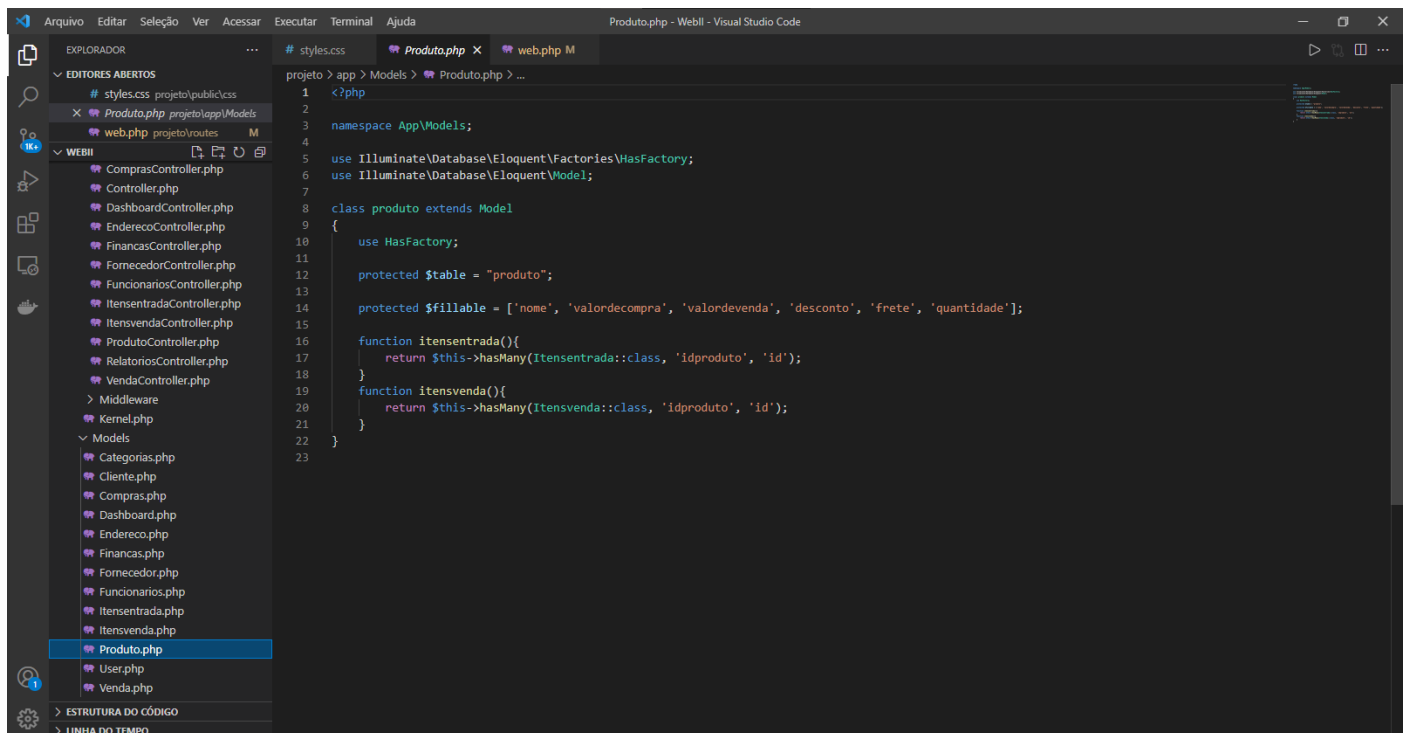 Arquivo Editar Seleção Ver Acessar Executar Terminal Ajuda Produto.php - WebII - Visual Studio Code
EXPLORADOR
EDITORES ABERTOS
# styles.css projeto\public\css
Produto.php projeto\app\Models
web.php projeto\routes M
1K+
WEBII
ComprasController.php
Controller.php
DashboardController.php
EnderecoController.php
FinancasController.php
FornecedorController.php
FuncionariosController.php
ItensentradaController.php
ItensvendaController.php
ProdutoController.php
RelatoriosController.php
VendaController.php
Middleware
Kernel.php
Models
Categorias.php
Cliente.php
Compras.php
Dashboard.php
Endereco.php
Financas.php
Fornecedor.php
Funcionarios.php
Itensentrada.php
Itensvenda.php
Produto.php
User.php
Venda.php
1
ESTRUTURA DO CÓDIGO
LINHA DO TEMPO
# styles.css Produto.php web.php M
projeto > app > Models > Produto.php > ...
1 <?php
2
3 namespace App\Models;
4
5 use Illuminate\Database\Eloquent\Factories\HasFactory;
6 use Illuminate\Database\Eloquent\Model;
7
8 class produto extends Model
9 {
10 use HasFactory;
11
12 protected $table = "produto";
13
14 protected $fillable = ['nome', 'valordecompra', 'valordevenda', 'desconto', 'frete', 'quantidade'];
15
16 function itensentrada(){
17 return $this->hasMany(Itensentrada::class, 'idproduto', 'id');
18 }
19 function itensvenda(){
20 return $this->hasMany(Itensvenda::class, 'idproduto', 'id');
21 }
22 }
23